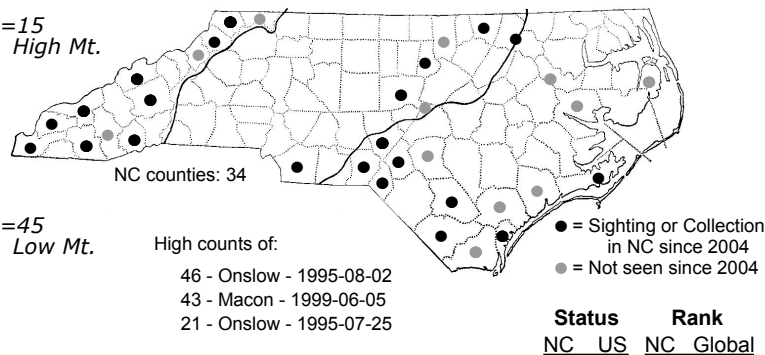 =15
High Mt.
NC counties: 34
=45
Low Mt.
High counts of:
46 - Onslow - 1995-08-02
43 - Macon - 1999-06-05
21 - Onslow - 1995-07-25
= Sighting or Collection
in NC since 2004
= Not seen since 2004
Status Rank
NC US NC Global